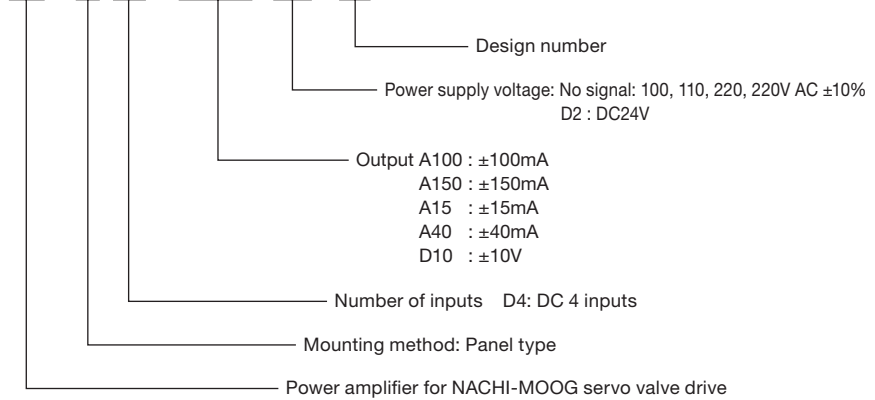 Design number
Power supply voltage: No signal: 100, 110, 220, 220V AC ±10%
D2 : DC24V
Output A100 : ±100mA
A150 : ±150mA
A15 : ±15mA
A40 : ±40mA
D10 : ±10V
Number of inputs D4: DC 4 inputs
Mounting method: Panel type
Power amplifier for NACHI-MOOG servo valve drive